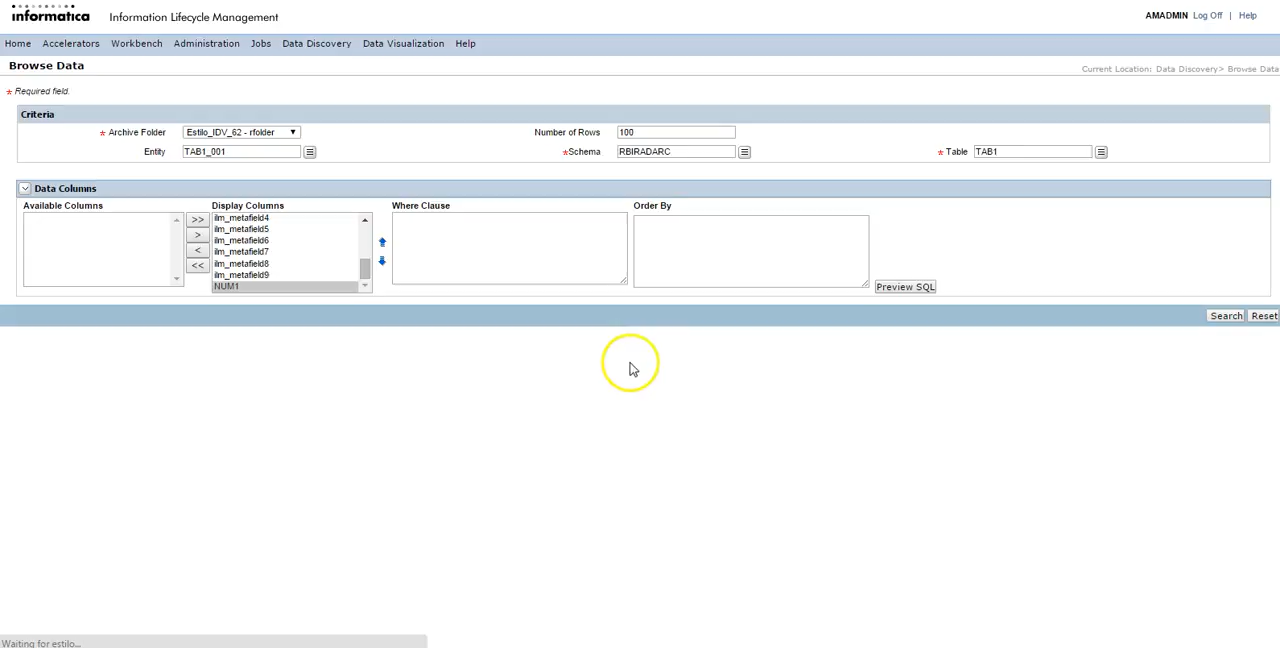 informatica Information Lifecycle Management AMADMIN Log Off | Help
Home Accelerators Workbench Administration Jobs Data Discovery Data Visualization Help
Browse Data
Current Location: Data Discovery> Browse Data
* Required field.
Criteria
* Archive Folder Estilo_IDV_62 - rfolder Number of Rows 100
Entity TAB1_001 *Schema RBIRADARC * Table TAB1
Data Columns
Available Columns Display Columns Where Clause Order By
>>
>
<
<<
ilm_metafield4
ilm_metafield5
ilm_metafield6
ilm_metafield7
ilm_metafield8
ilm_metafield9
NUM1
Preview SQL
Search Reset
Waiting for estilo...